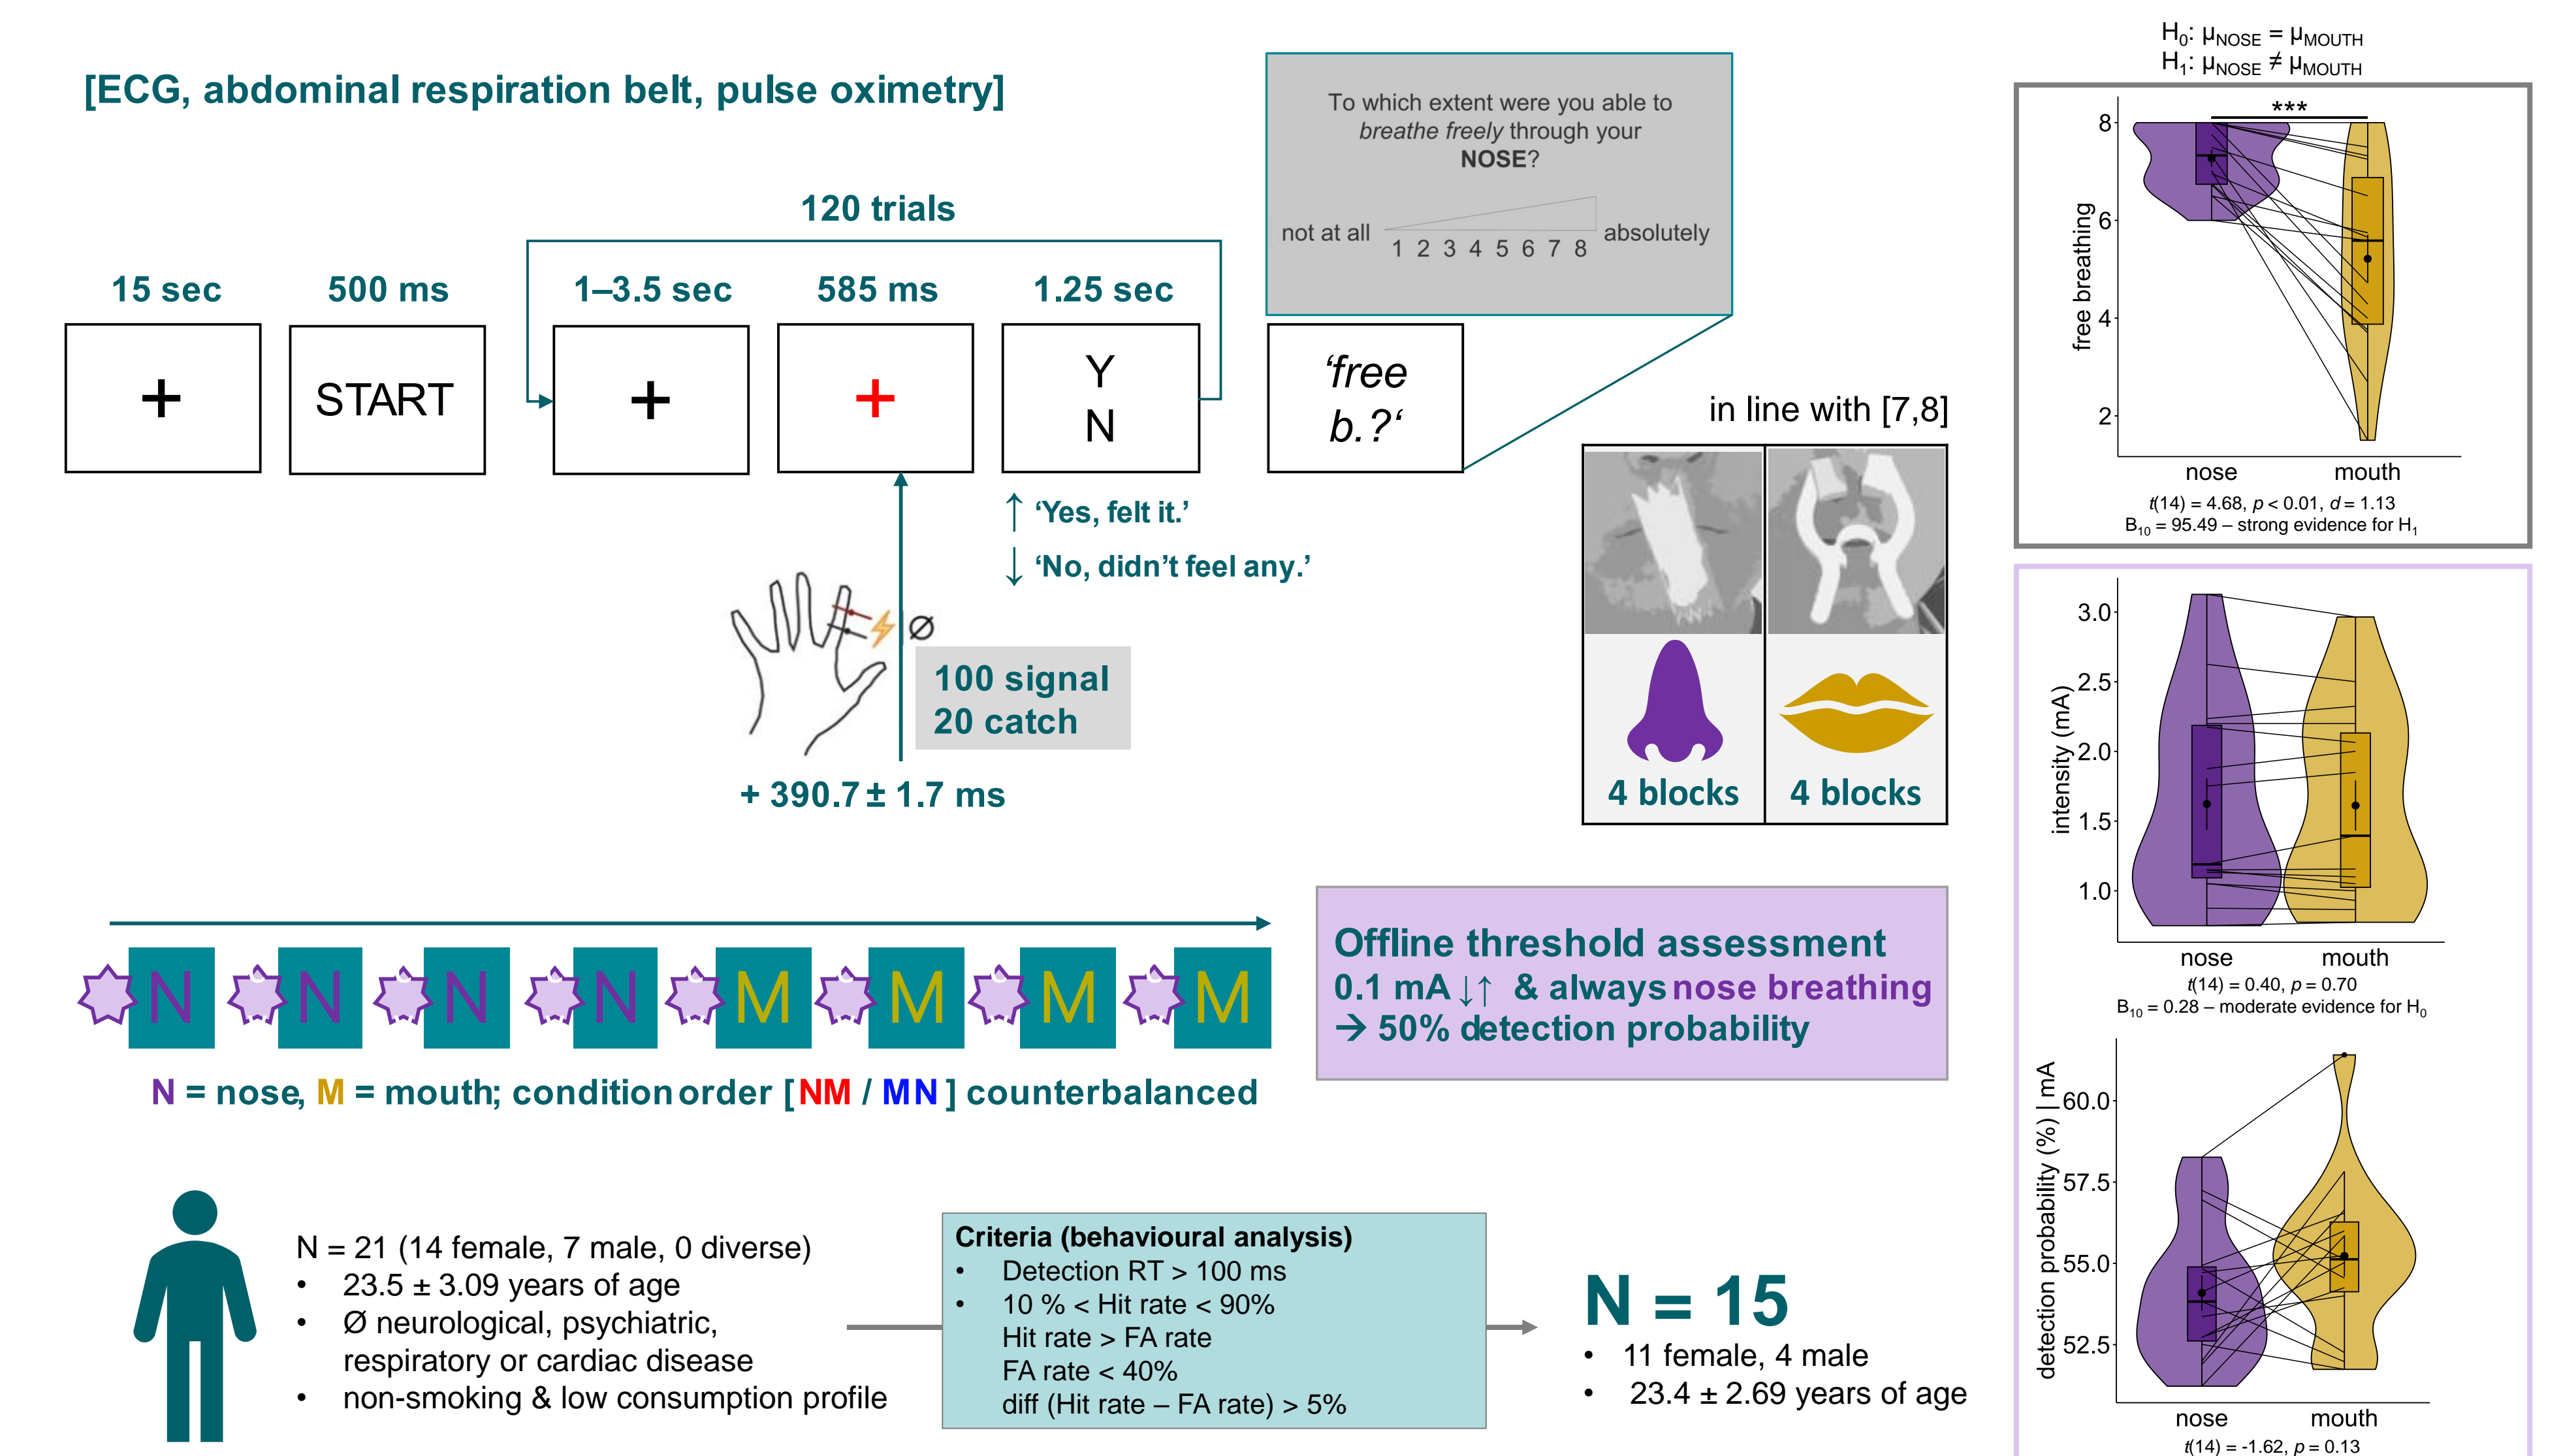 [ECG, abdominal respiration belt, pulse oximetry]
120 trials
15 sec
500 ms
1–3.5 sec
585 ms
1.25 sec
+
START
+
+
Y
N
‘free
b.?‘
To which extent were you able to
breathe freely through your
NOSE?
not at all
1 2 3 4 5 6 7 8
absolutely
↑ ‘Yes, felt it.’
↓ ‘No, didn’t feel any.’
Ø
100 signal
20 catch
+ 390.7 ± 1.7 ms
in line with [7,8]
4 blocks
4 blocks
N N N N M M M M
N = nose, M = mouth; condition order [NM / MN] counterbalanced
Offline threshold assessment
0.1 mA ↓↑ & always nose breathing
→ 50% detection probability
N = 21 (14 female, 7 male, 0 diverse)
• 23.5 ± 3.09 years of age
• Ø neurological, psychiatric,
respiratory or cardiac disease
• non-smoking & low consumption profile
Criteria (behavioural analysis)
• Detection RT > 100 ms
• 10 % < Hit rate < 90%
Hit rate > FA rate
FA rate < 40%
diff (Hit rate – FA rate) > 5%
N = 15
• 11 female, 4 male
• 23.4 ± 2.69 years of age
H0: µNOSE = µMOUTH
H1: µNOSE ≠ µMOUTH
***
free breathing
8
6
4
2
nose mouth
t(14) = 4.68, p < 0.01, d = 1.13
B10 = 95.49 – strong evidence for H1
intensity (mA)
3.0
2.5
2.0
1.5
1.0
nose mouth
t(14) = 0.40, p = 0.70
B10 = 0.28 – moderate evidence for H0
detection probability (%) | mA
60.0
57.5
55.0
52.5
nose mouth
t(14) = -1.62, p = 0.13